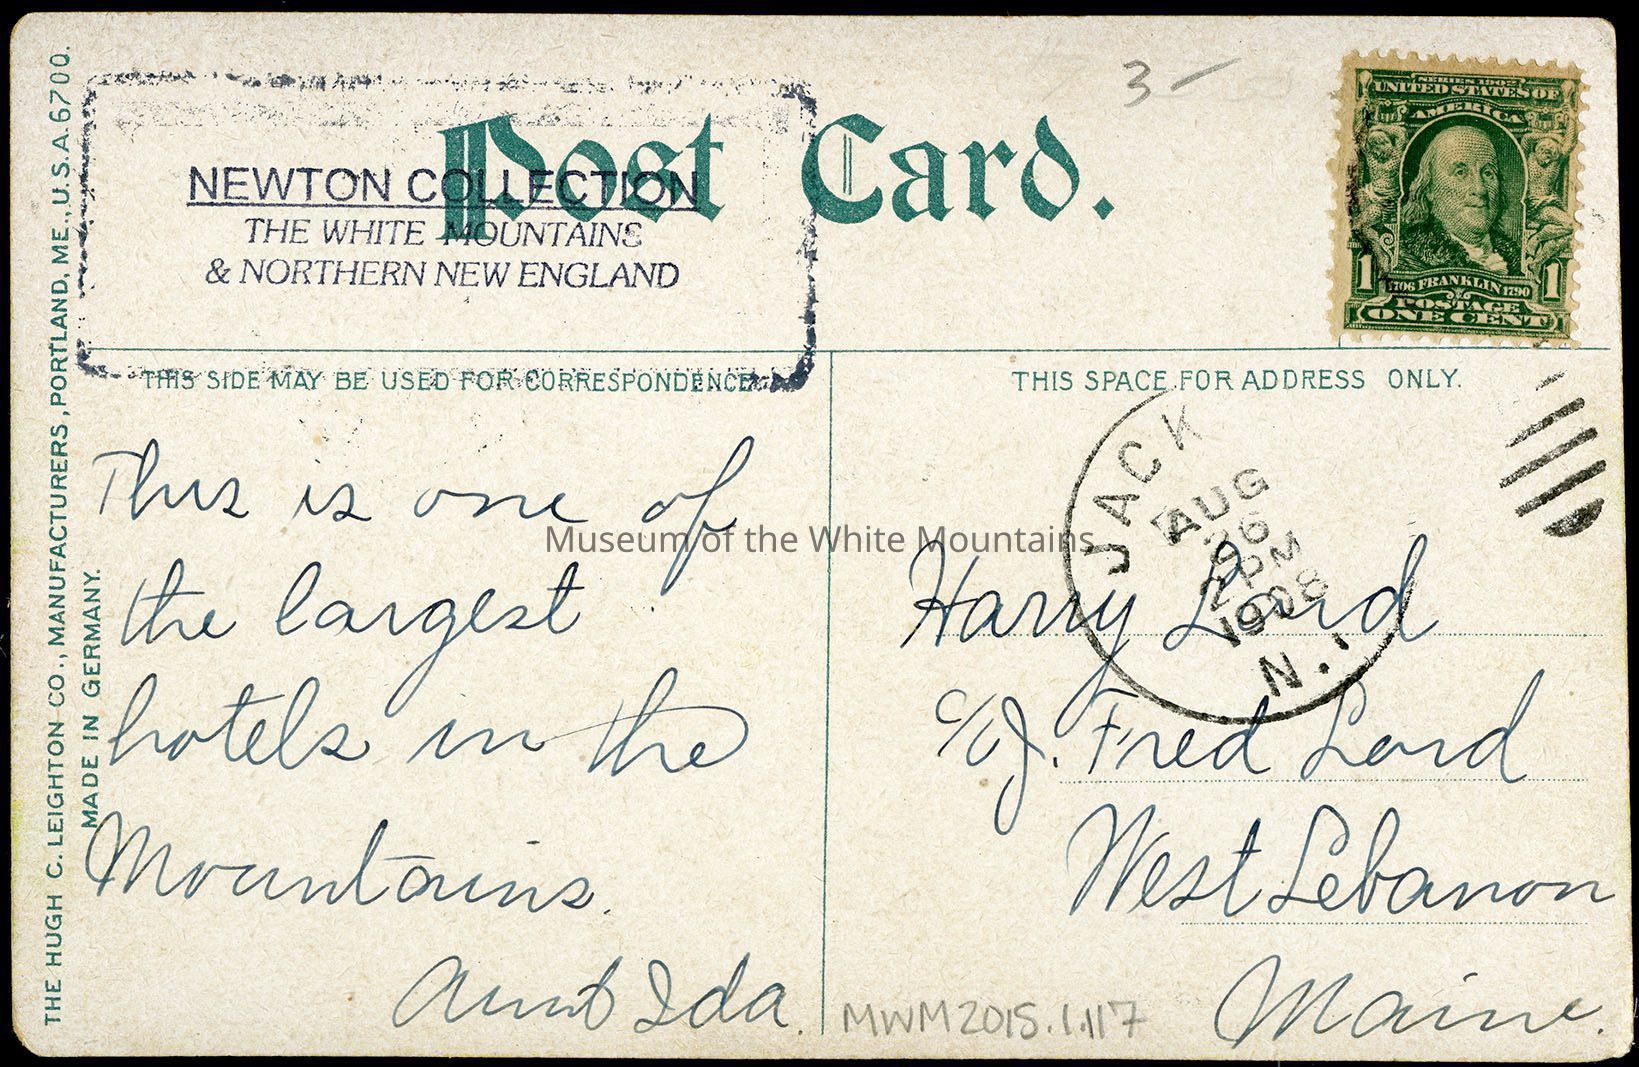 THE HUGH C. LEIGHTON CO., MANUFACTURERS, PORTLAND, ME., U.S.A. 6700.
MADE IN GERMANY.
Post Card.
3-
NEWTON COLLECTION
THE WHITE MOUNTAINS
& NORTHERN NEW ENGLAND
SERIES 1902
UNITED STATES OF
AMERICA
1 1
1706 FRANKLIN 1790
POSTAGE
ONE CENT
THIS SIDE MAY BE USED FOR CORRESPONDENCE
This is one of
the largest
hotels in the
Mountains.
Aunt Ida.
THIS SPACE FOR ADDRESS ONLY.
JACK
AUG
26
PM
1908
N.
Museum of the White Mountains
Harry Lord
c/o J. Fred Lord
West Lebanon
Maine.
MWM2015.1.117